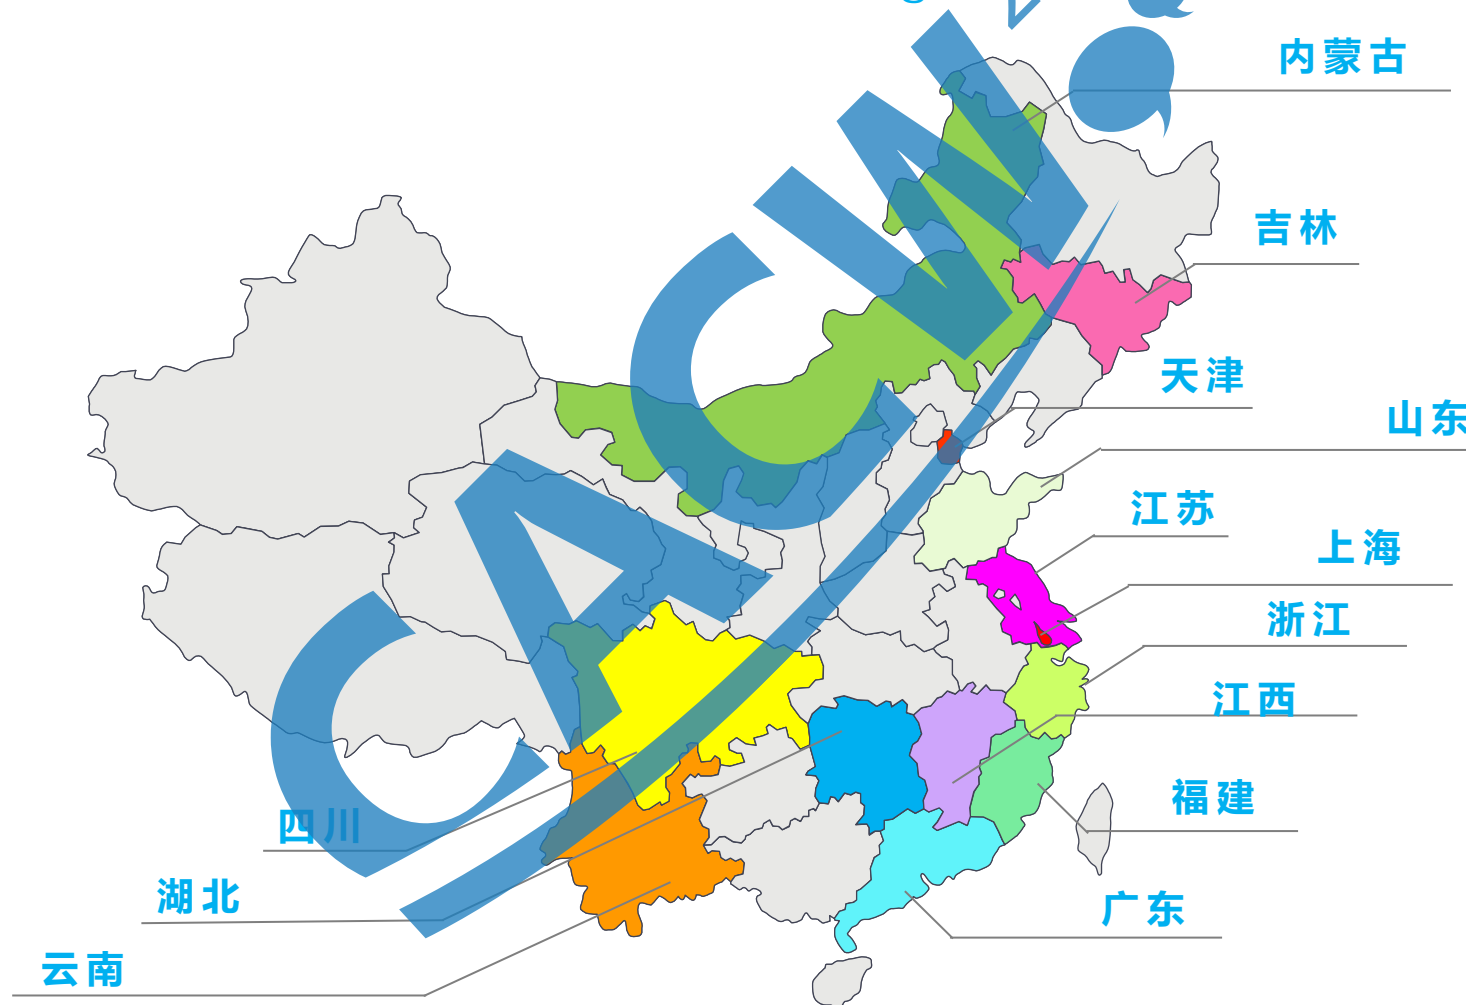 内蒙古
吉林
天津
山东
江苏
上海
浙江
江西
福建
四川
湖北
广东
云南
CACW